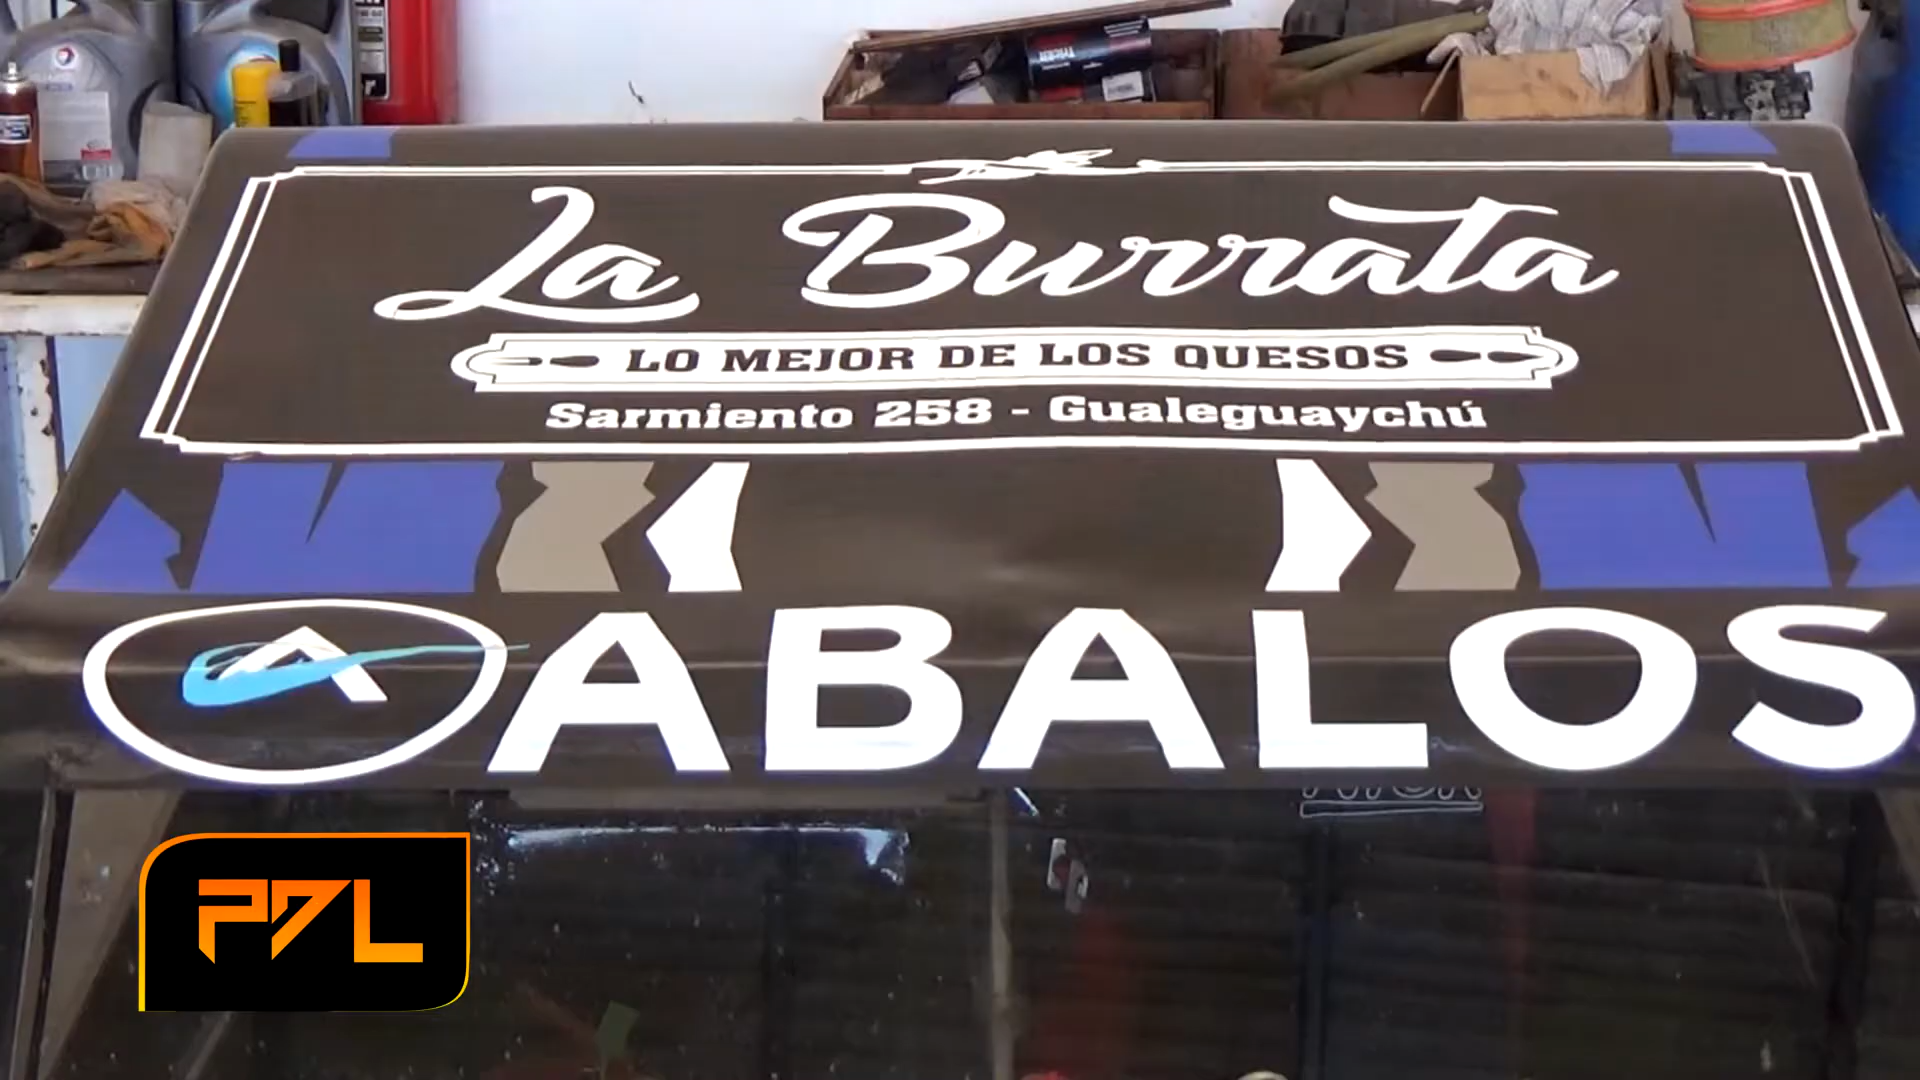 La Burrata
LO MEJOR DE LOS QUESOS
Sarmiento 258 - Gualeguaychú
ABALOS
P7L